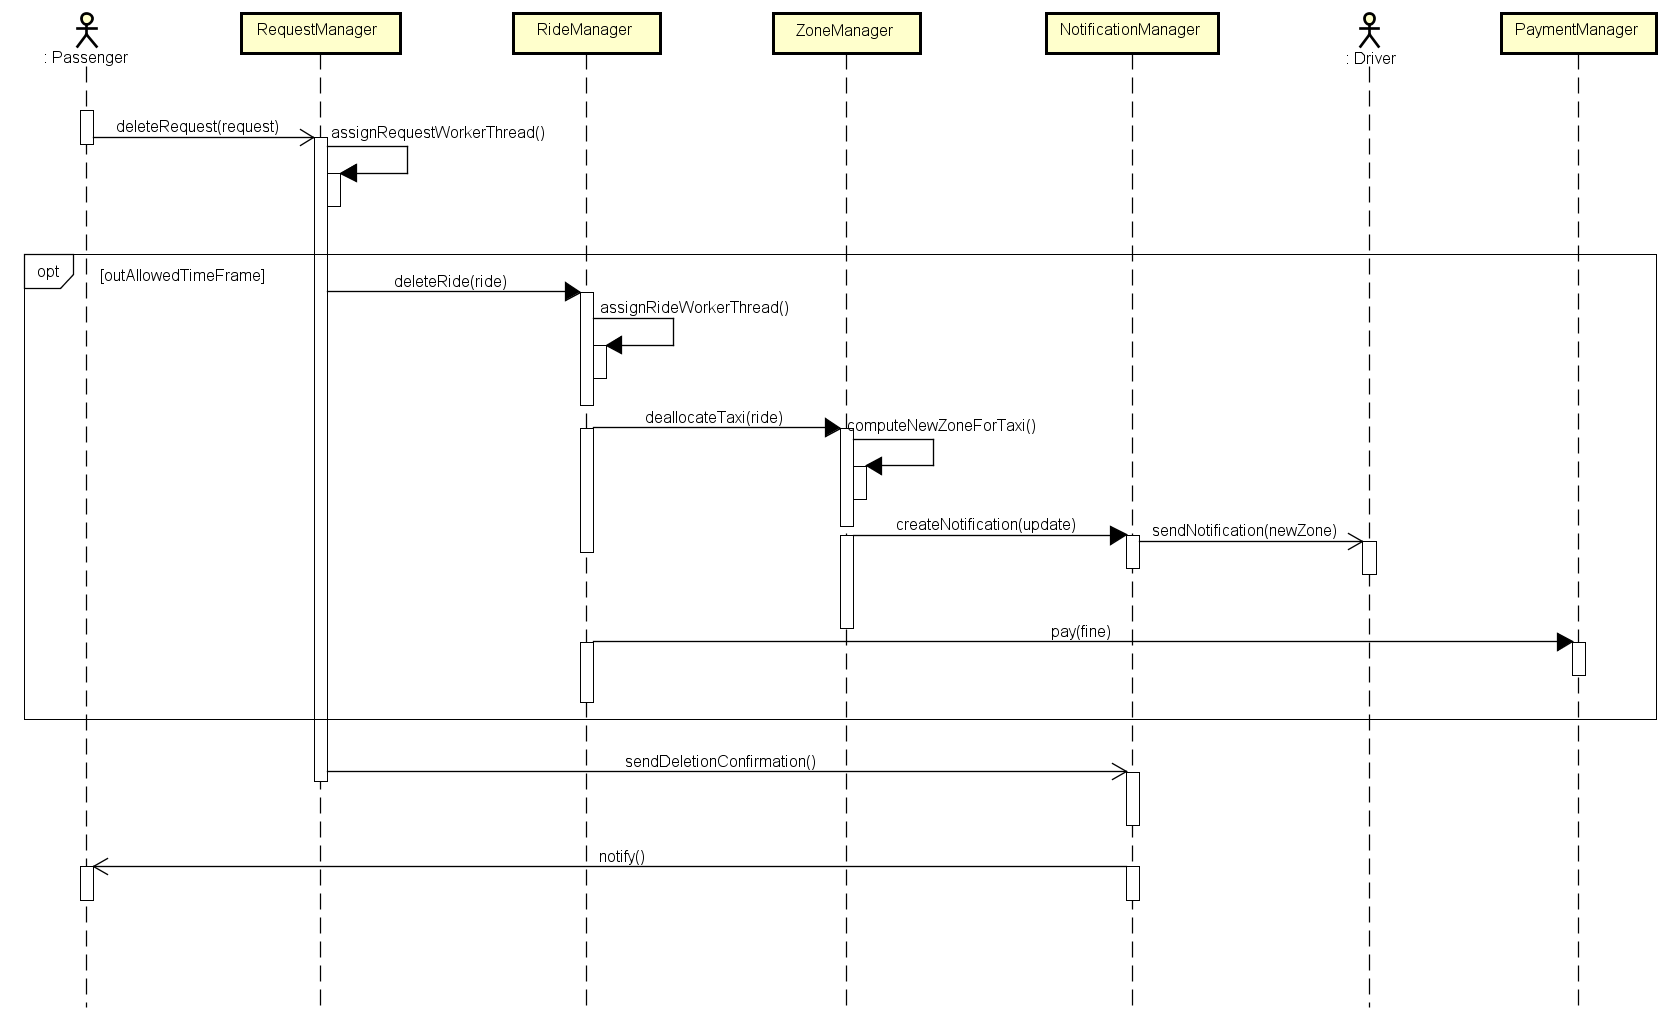 : Passenger
RequestManager
RideManager
ZoneManager
NotificationManager
: Driver
PaymentManager
deleteRequest(request)
assignRequestWorkerThread()
opt
[outAllowedTimeFrame]
deleteRide(ride)
assignRideWorkerThread()
deallocateTaxi(ride)
computeNewZoneForTaxi()
createNotification(update)
sendNotification(newZone)
pay(fine)
sendDeletionConfirmation()
notify()